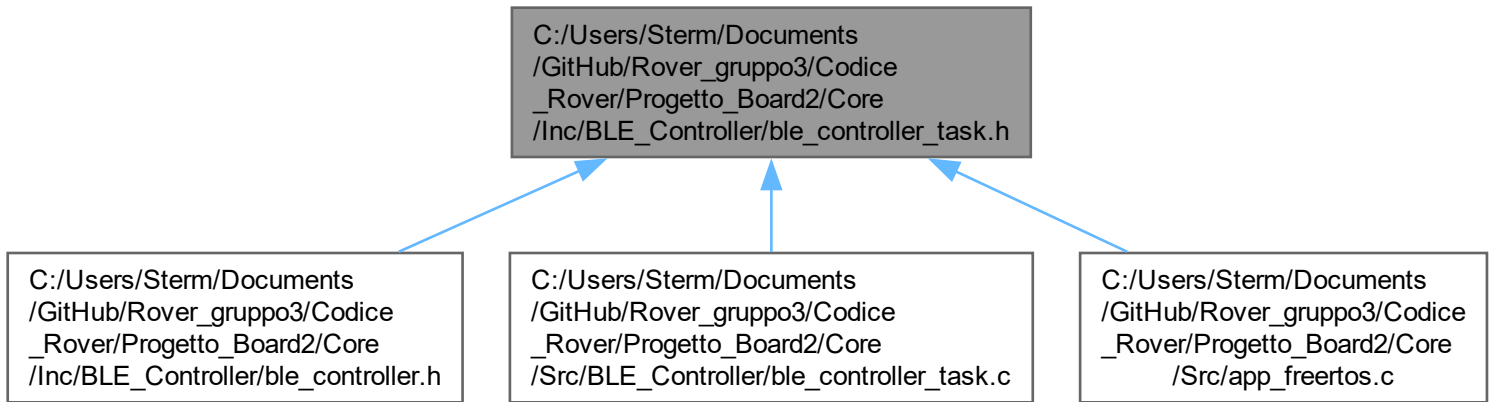 C:/Users/Sterm/Documents
/GitHub/Rover_gruppo3/Codice
_Rover/Progetto_Board2/Core
/Inc/BLE_Controller/ble_controller_task.h
C:/Users/Sterm/Documents
/GitHub/Rover_gruppo3/Codice
_Rover/Progetto_Board2/Core
/Inc/BLE_Controller/ble_controller.h
C:/Users/Sterm/Documents
/GitHub/Rover_gruppo3/Codice
_Rover/Progetto_Board2/Core
/Src/BLE_Controller/ble_controller_task.c
C:/Users/Sterm/Documents
/GitHub/Rover_gruppo3/Codice
_Rover/Progetto_Board2/Core
/Src/app_freertos.c